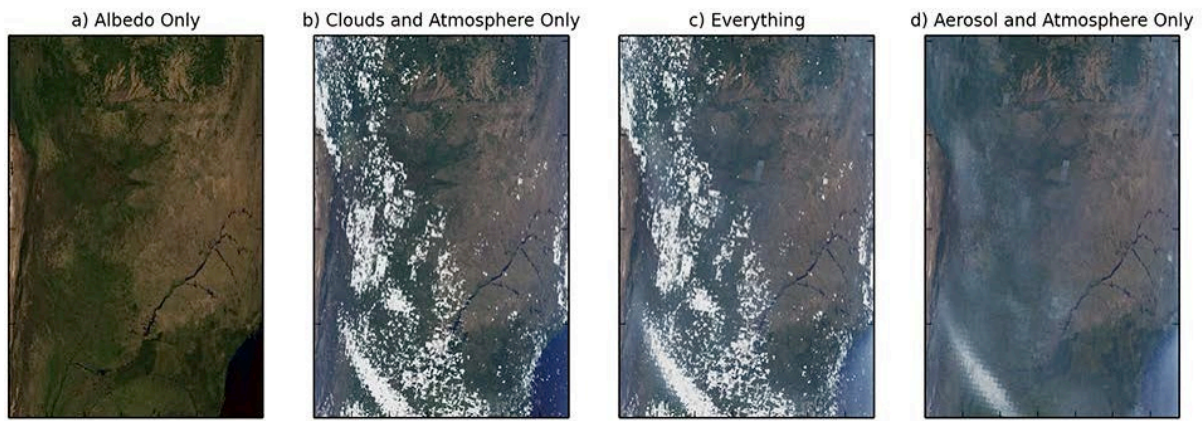 a) Albedo Only
b) Clouds and Atmosphere Only
c) Everything
d) Aerosol and Atmosphere Only